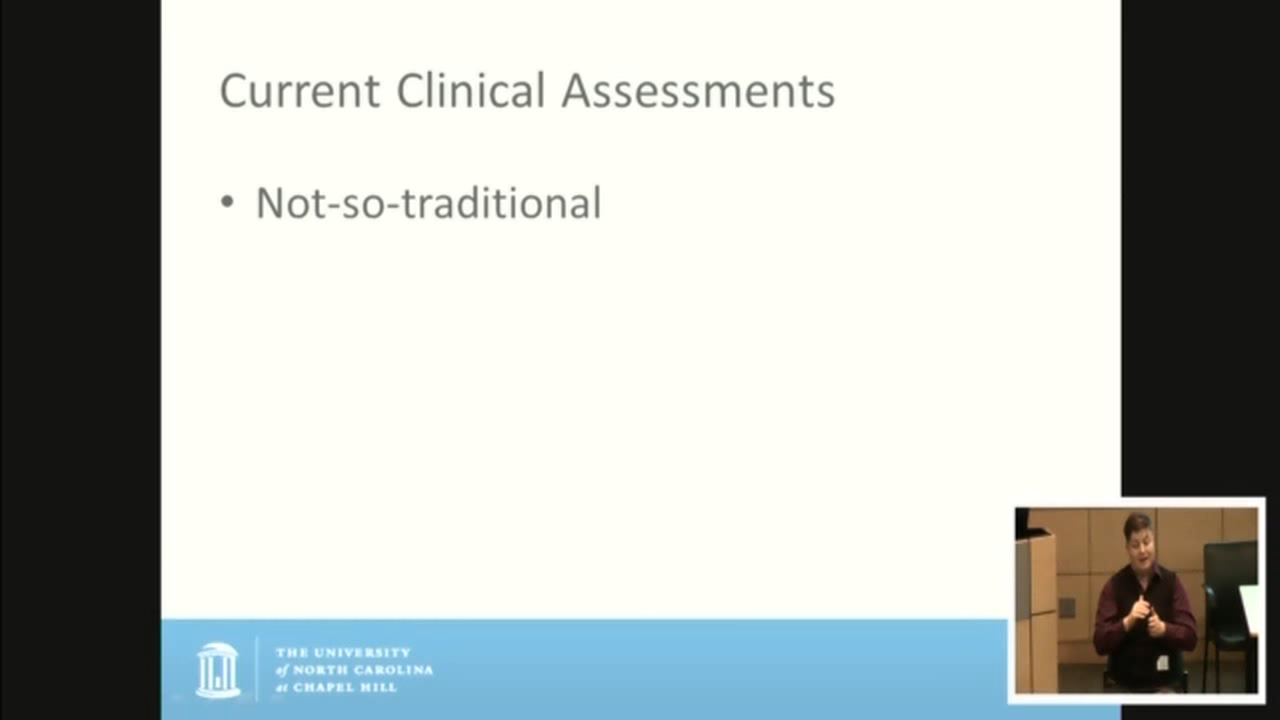 Current Clinical Assessments
• Not-so-traditional
THE UNIVERSITY
of NORTH CAROLINA
at CHAPEL HILL